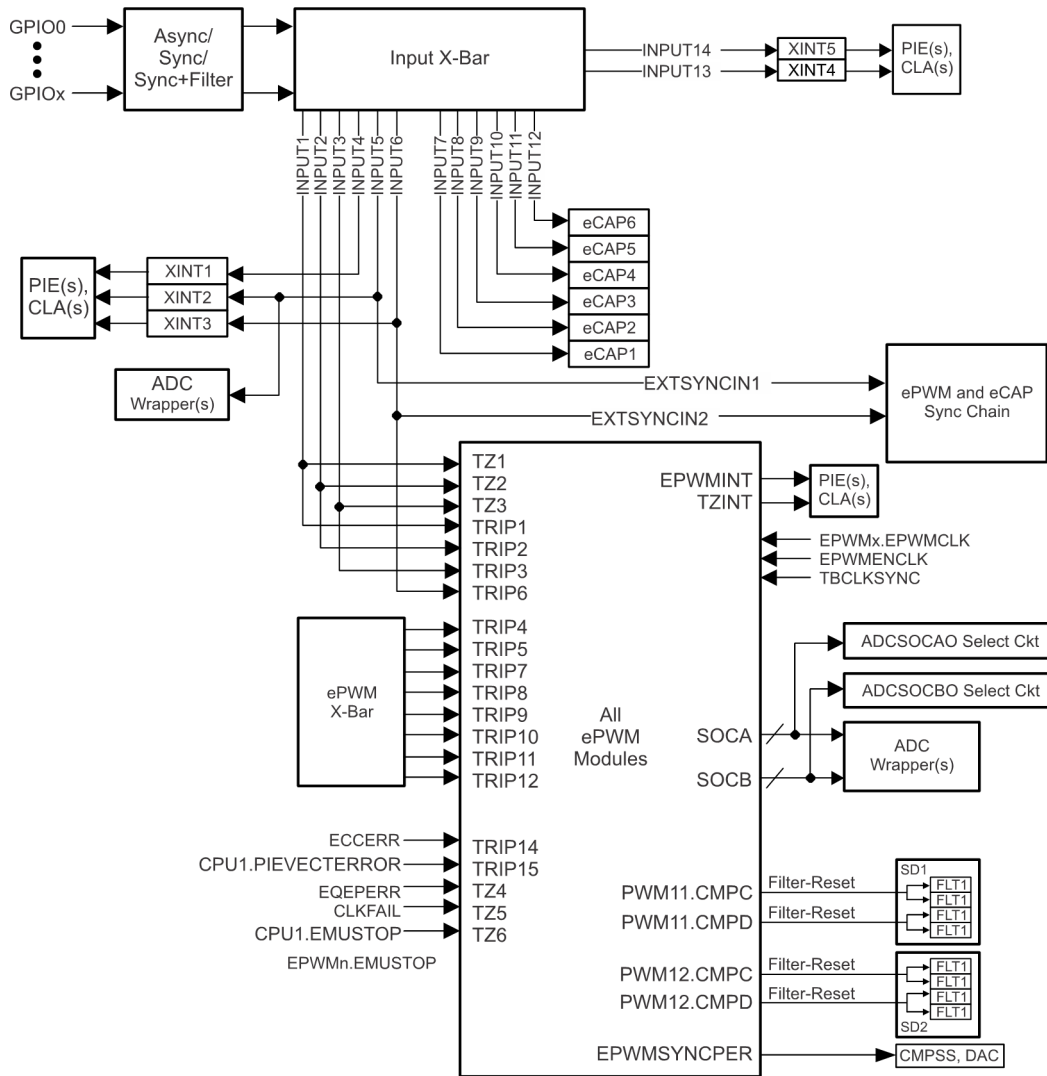 GPIO0
GPIOx
Async/
Sync/
Sync+Filter
Input X-Bar
INPUT14
INPUT13
XINT5
XINT4
PIE(s),
CLA(s)
INPUT1
INPUT2
INPUT3
INPUT4
INPUT5
INPUT6
INPUT7
INPUT8
INPUT9
INPUT10
INPUT11
INPUT12
eCAP6
eCAP5
eCAP4
eCAP3
eCAP2
eCAP1
PIE(s),
CLA(s)
XINT1
XINT2
XINT3
ADC
Wrapper(s)
EXTSYNCIN1
EXTSYNCIN2
ePWM and eCAP
Sync Chain
TZ1
TZ2
TZ3
TRIP1
TRIP2
TRIP3
TRIP6
EPWMINT
TZINT
PIE(s),
CLA(s)
EPWMx.EPWMCLK
EPWMENCLK
TBCLKSYNC
ePWM
X-Bar
TRIP4
TRIP5
TRIP7
TRIP8
TRIP9
TRIP10
TRIP11
TRIP12
All
ePWM
Modules
SOCA
SOCB
ADCSOCAO Select Ckt
ADCSOCBO Select Ckt
ADC
Wrapper(s)
ECCERR
CPU1.PIEVECTERROR
EQEPERR
CLKFAIL
CPU1.EMUSTOP
EPWMn.EMUSTOP
TRIP14
TRIP15
TZ4
TZ5
TZ6
PWM11.CMPC
PWM11.CMPD
PWM12.CMPC
PWM12.CMPD
Filter-Reset
Filter-Reset
Filter-Reset
Filter-Reset
SD1
FLT1
FLT1
FLT1
FLT1
FLT1
FLT1
FLT1
FLT1
SD2
EPWMSYNCPER
CMPSS, DAC